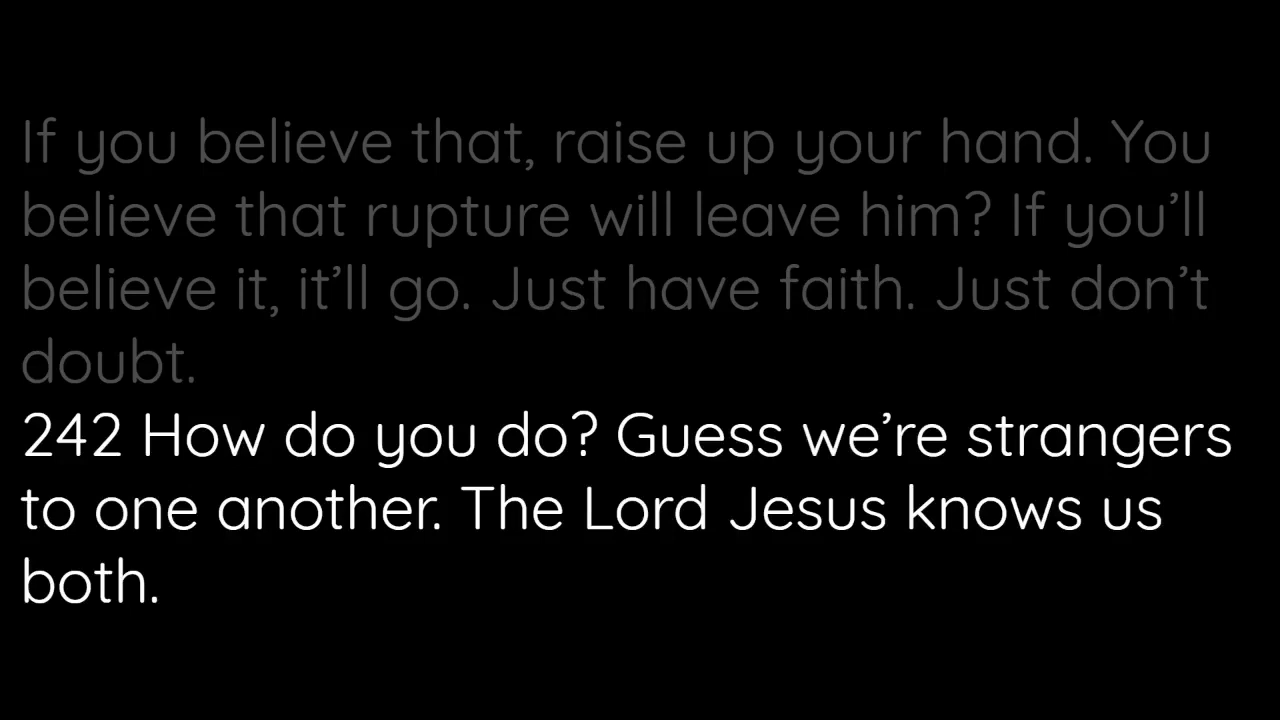 If you believe that, raise up your hand. You
believe that rupture will leave him? If you’ll
believe it, it’ll go. Just have faith. Just don’t
doubt.
242 How do you do? Guess we’re strangers
to one another. The Lord Jesus knows us
both.